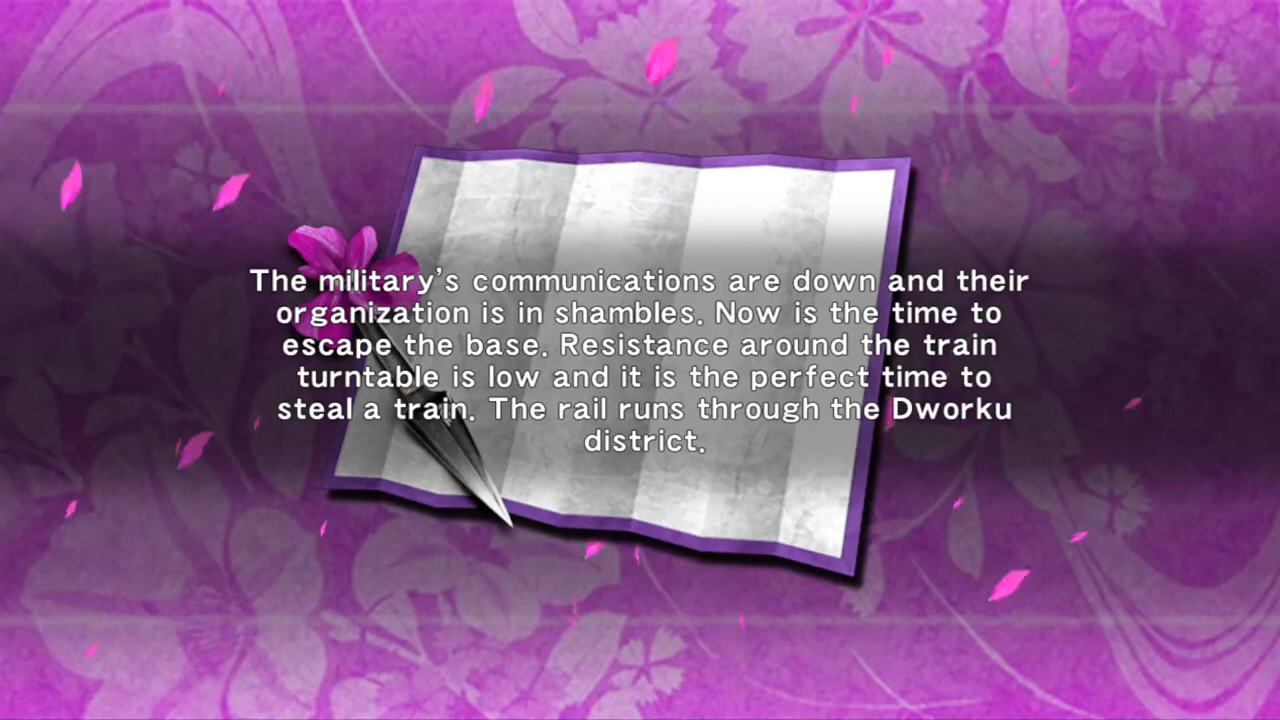 The military's communications are down and their
organization is in shambles. Now is the time to
escape the base. Resistance around the train
turntable is low and it is the perfect time to
steal a train. The rail runs through the Dworku
district.